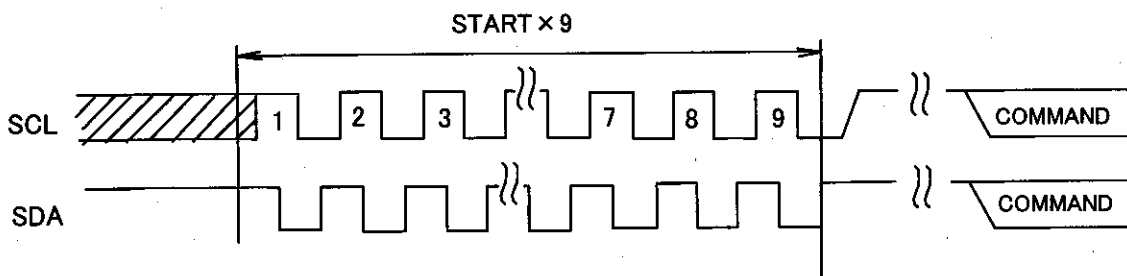 START×9
SCL 1 2 3 7 8 9 COMMAND
SDA COMMAND